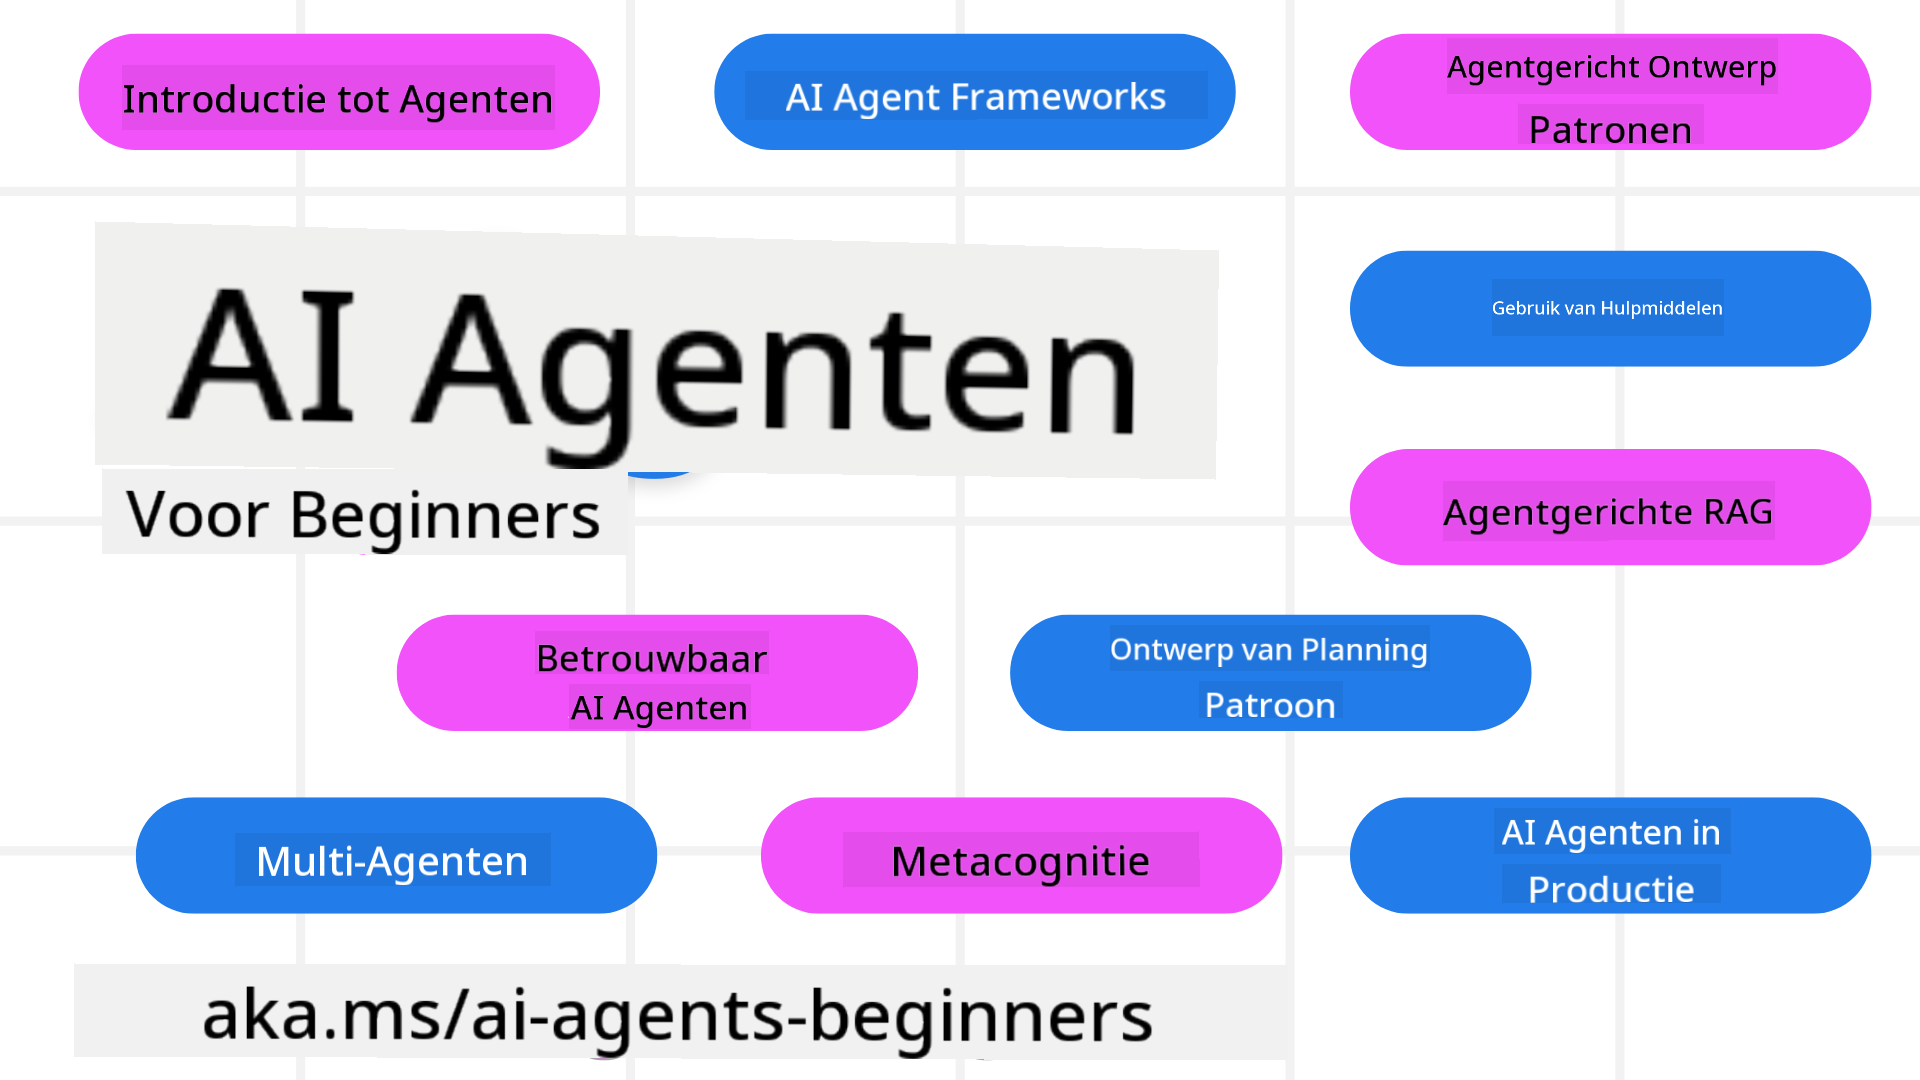 Introductie tot Agenten
AI Agent Frameworks
Agentgericht Ontwerp
Patronen
AI Agenten
Voor Beginners
Gebruik van Hulpmiddelen
Agentgerichte RAG
Betrouwbaar
AI Agenten
Ontwerp van Planning
Patroon
Multi-Agenten
Metacognitie
AI Agenten in
Productie
aka.ms/ai-agents-beginners